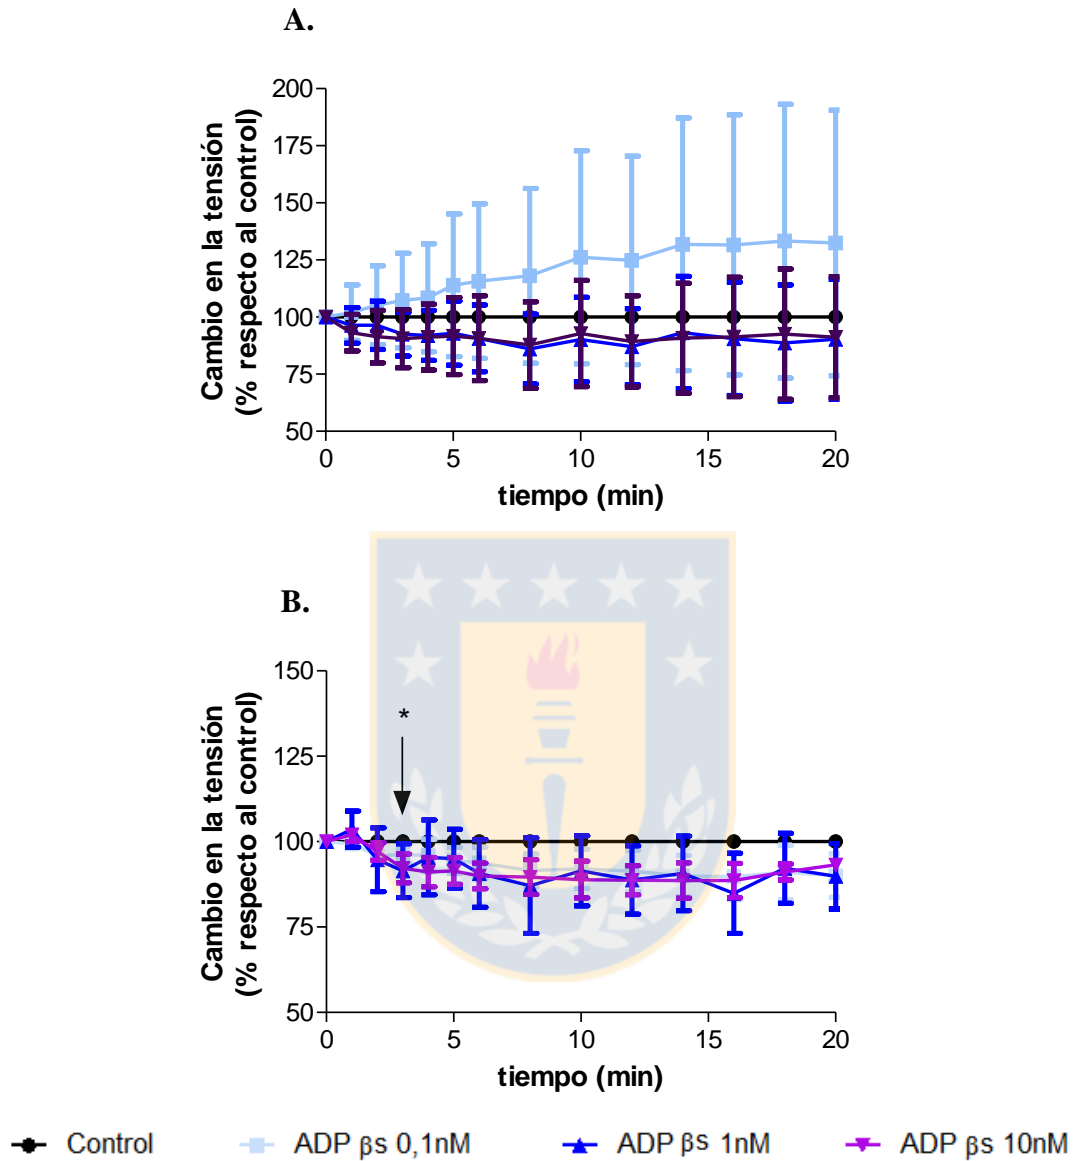 A.
Cambio en la tensión
(% respecto al control)
200
175
150
125
100
75
50
0 5 10 15 20
tiempo (min)
B.
Cambio en la tensión
(% respecto al control)
150
*
125
100
75
50
0 5 10 15 20
tiempo (min)
Control ADP βs 0,1nM ADP βs 1nM ADP βs 10nM